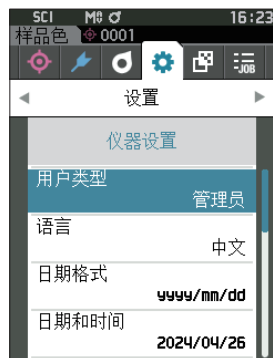 SCI M0 16:23
样品色 0001
JOB
设置
仪器设置
用户类型
管理员
语言
中文
日期格式
yyyy/mm/dd
日期和时间
2024/04/26